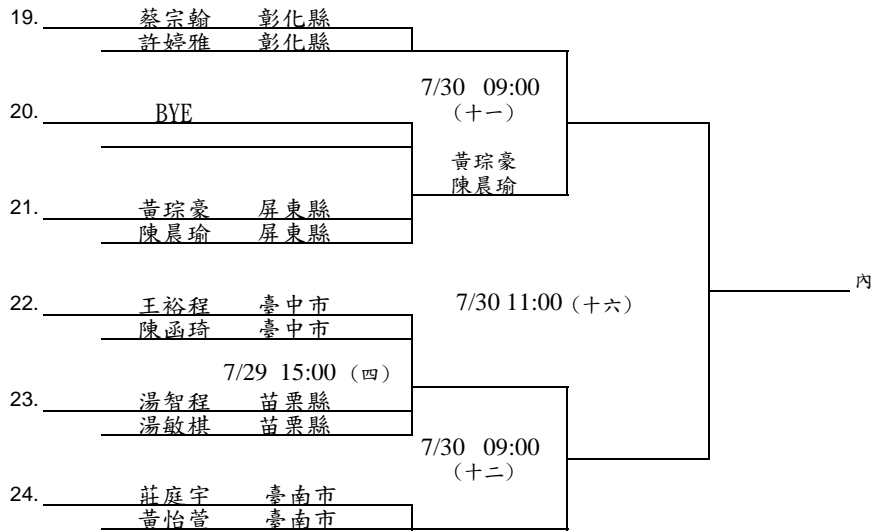 19. 蔡宗翰 彰化縣
許婷雅 彰化縣
7/30 09:00
（十一）
20. BYE
黃琮豪
陳晨瑜
21. 黃琮豪 屏東縣
陳晨瑜 屏東縣
內
22. 王裕程 臺中市
7/30 11:00（十六）
陳函琦 臺中市
7/29 15:00（四）
23. 湯智程 苗栗縣
湯敏棋 苗栗縣
7/30 09:00
（十二）
24. 莊庭宇 臺南市
黃怡萱 臺南市